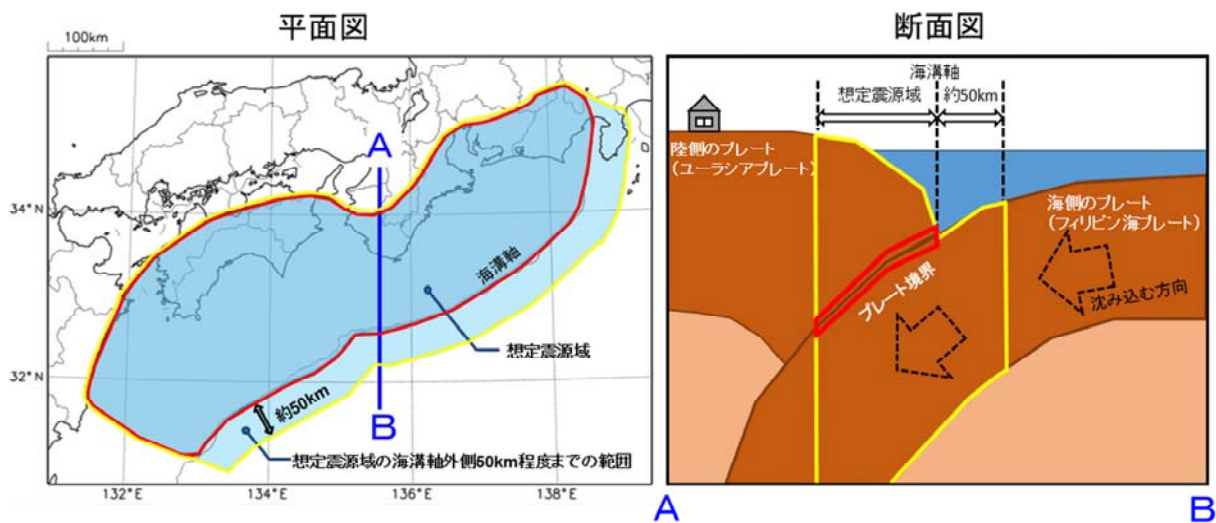 平面図
断面図
100km
海溝軸
想定震源域
約50km
陸側のプレート
(ユーラシアプレート)
海側のプレート
(フィリピン海プレート)
A
34°N
海溝軸
プレート境界
沈み込む方向
想定震源域
32°N
約50km
B
想定震源域の海溝軸外側50km程度までの範囲
132°E
134°E
136°E
138°E
A
B